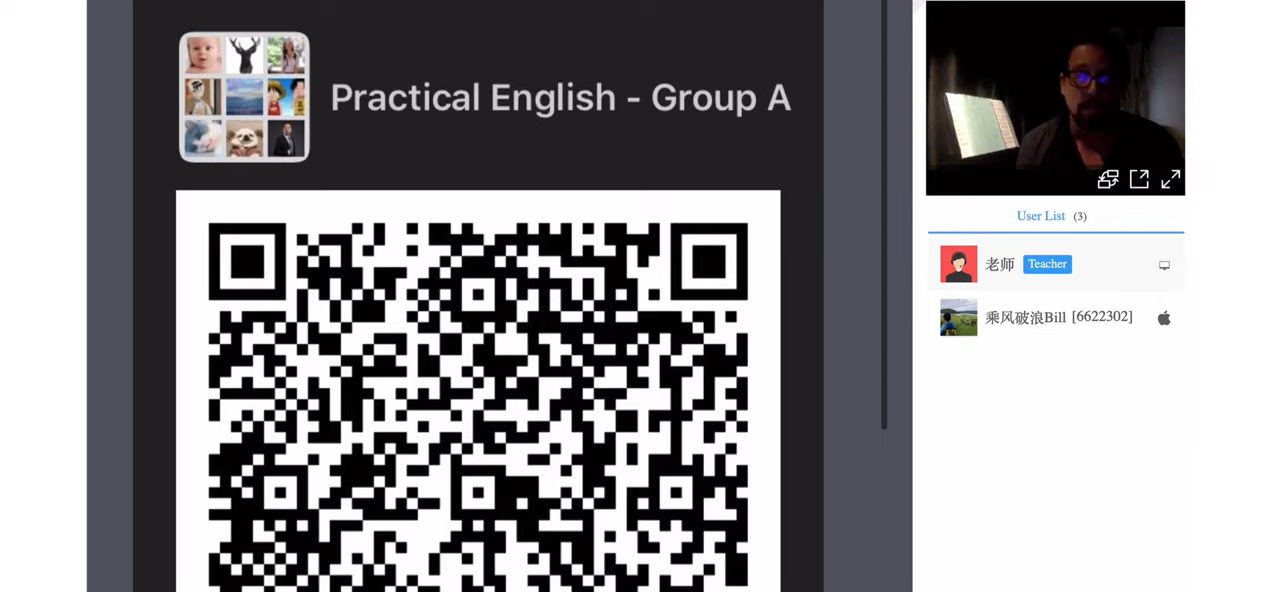 Practical English - Group A
User List (3)
老师 Teacher
乘风破浪Bill [6622302]